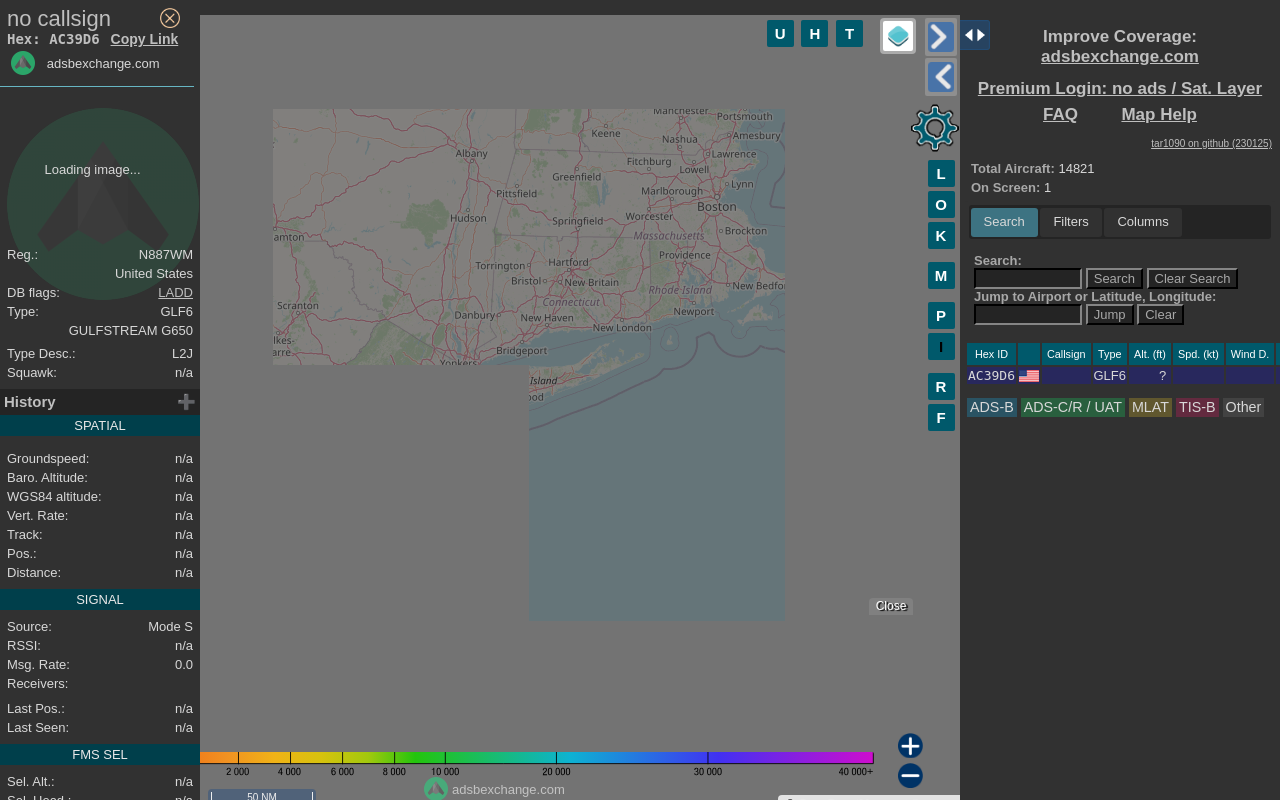 no callsign
Hex: AC39D6 Copy Link
adsbexchange.com
Loading image...
Reg.: N887WM
United States
DB flags: LADD
Type: GLF6
GULFSTREAM G650
Type Desc.: L2J
Squawk: n/a
History
SPATIAL
Groundspeed: n/a
Baro. Altitude: n/a
WGS84 altitude: n/a
Vert. Rate: n/a
Track: n/a
Pos.: n/a
Distance: n/a
SIGNAL
Source: Mode S
RSSI: n/a
Msg. Rate: 0.0
Receivers:
Last Pos.: n/a
Last Seen: n/a
FMS SEL
Sel. Alt.: n/a
U H T
Manchester
Portsmouth
Keene
Amesbury
Nashua
Albany
Fitchburg
Lawrence
Lowell
Greenfield
Lynn
Pittsfield
Marlborough
Boston
Hudson
Springfield
Worcester
Massachusetts
Brockton
amton
Providence
Torrington
Hartford
Bristol
New Britain
Rhode Island
New Bedfor
Scranton
Connecticut
Danbury
New Haven
Newport
New London
lkes-
arre
Bridgeport
Yonkers
Island
ood
L
O
K
M
P
I
R
F
Close
2 000 4 000 6 000 8 000 10 000 20 000 30 000 40 000+
adsbexchange.com
50 NM
Improve Coverage:
adsbexchange.com
Premium Login: no ads / Sat. Layer
FAQ Map Help
tar1090 on github (230125)
Total Aircraft: 14821
On Screen: 1
Search Filters Columns
Search:
Search Clear Search
Jump to Airport or Latitude, Longitude:
Jump Clear
Hex ID Callsign Type Alt. (ft) Spd. (kt) Wind D.
AC39D6 GLF6 ?
ADS-B ADS-C/R / UAT MLAT TIS-B Other